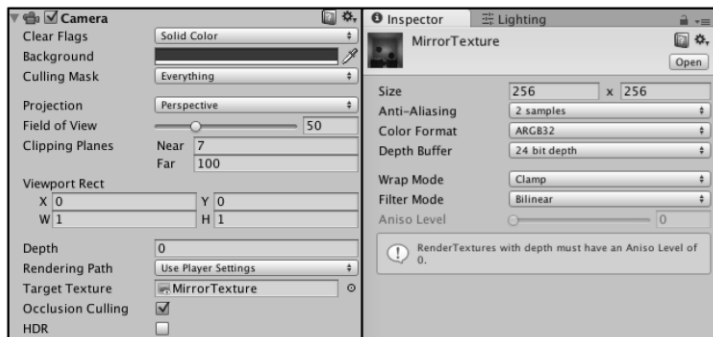 Camera
Clear Flags Solid Color
Background
Culling Mask Everything
Projection Perspective
Field of View 50
Clipping Planes Near 7
Far 100
Viewport Rect
X 0 Y 0
W 1 H 1
Depth 0
Rendering Path Use Player Settings
Target Texture MirrorTexture
Occlusion Culling
HDR
Inspector Lighting
MirrorTexture
Open
Size 256 x 256
Anti-Aliasing 2 samples
Color Format ARGB32
Depth Buffer 24 bit depth
Wrap Mode Clamp
Filter Mode Bilinear
Aniso Level 0
RenderTextures with depth must have an Aniso Level of
0.